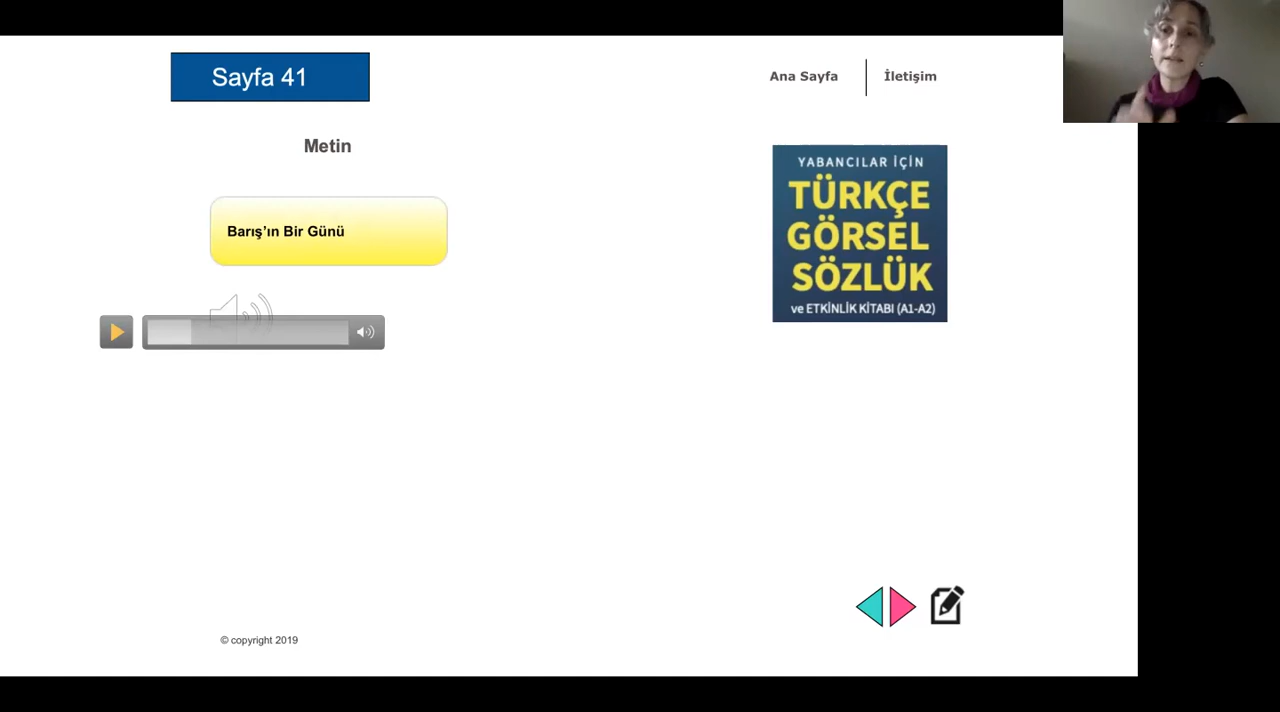 Sayfa 41
Ana Sayfa
İletişim
Metin
Barış’ın Bir Günü
YABANCILAR İÇİN
TÜRKÇE
GÖRSEL
SÖZLÜK
ve ETKİNLİK KİTABI (A1-A2)
© copyright 2019